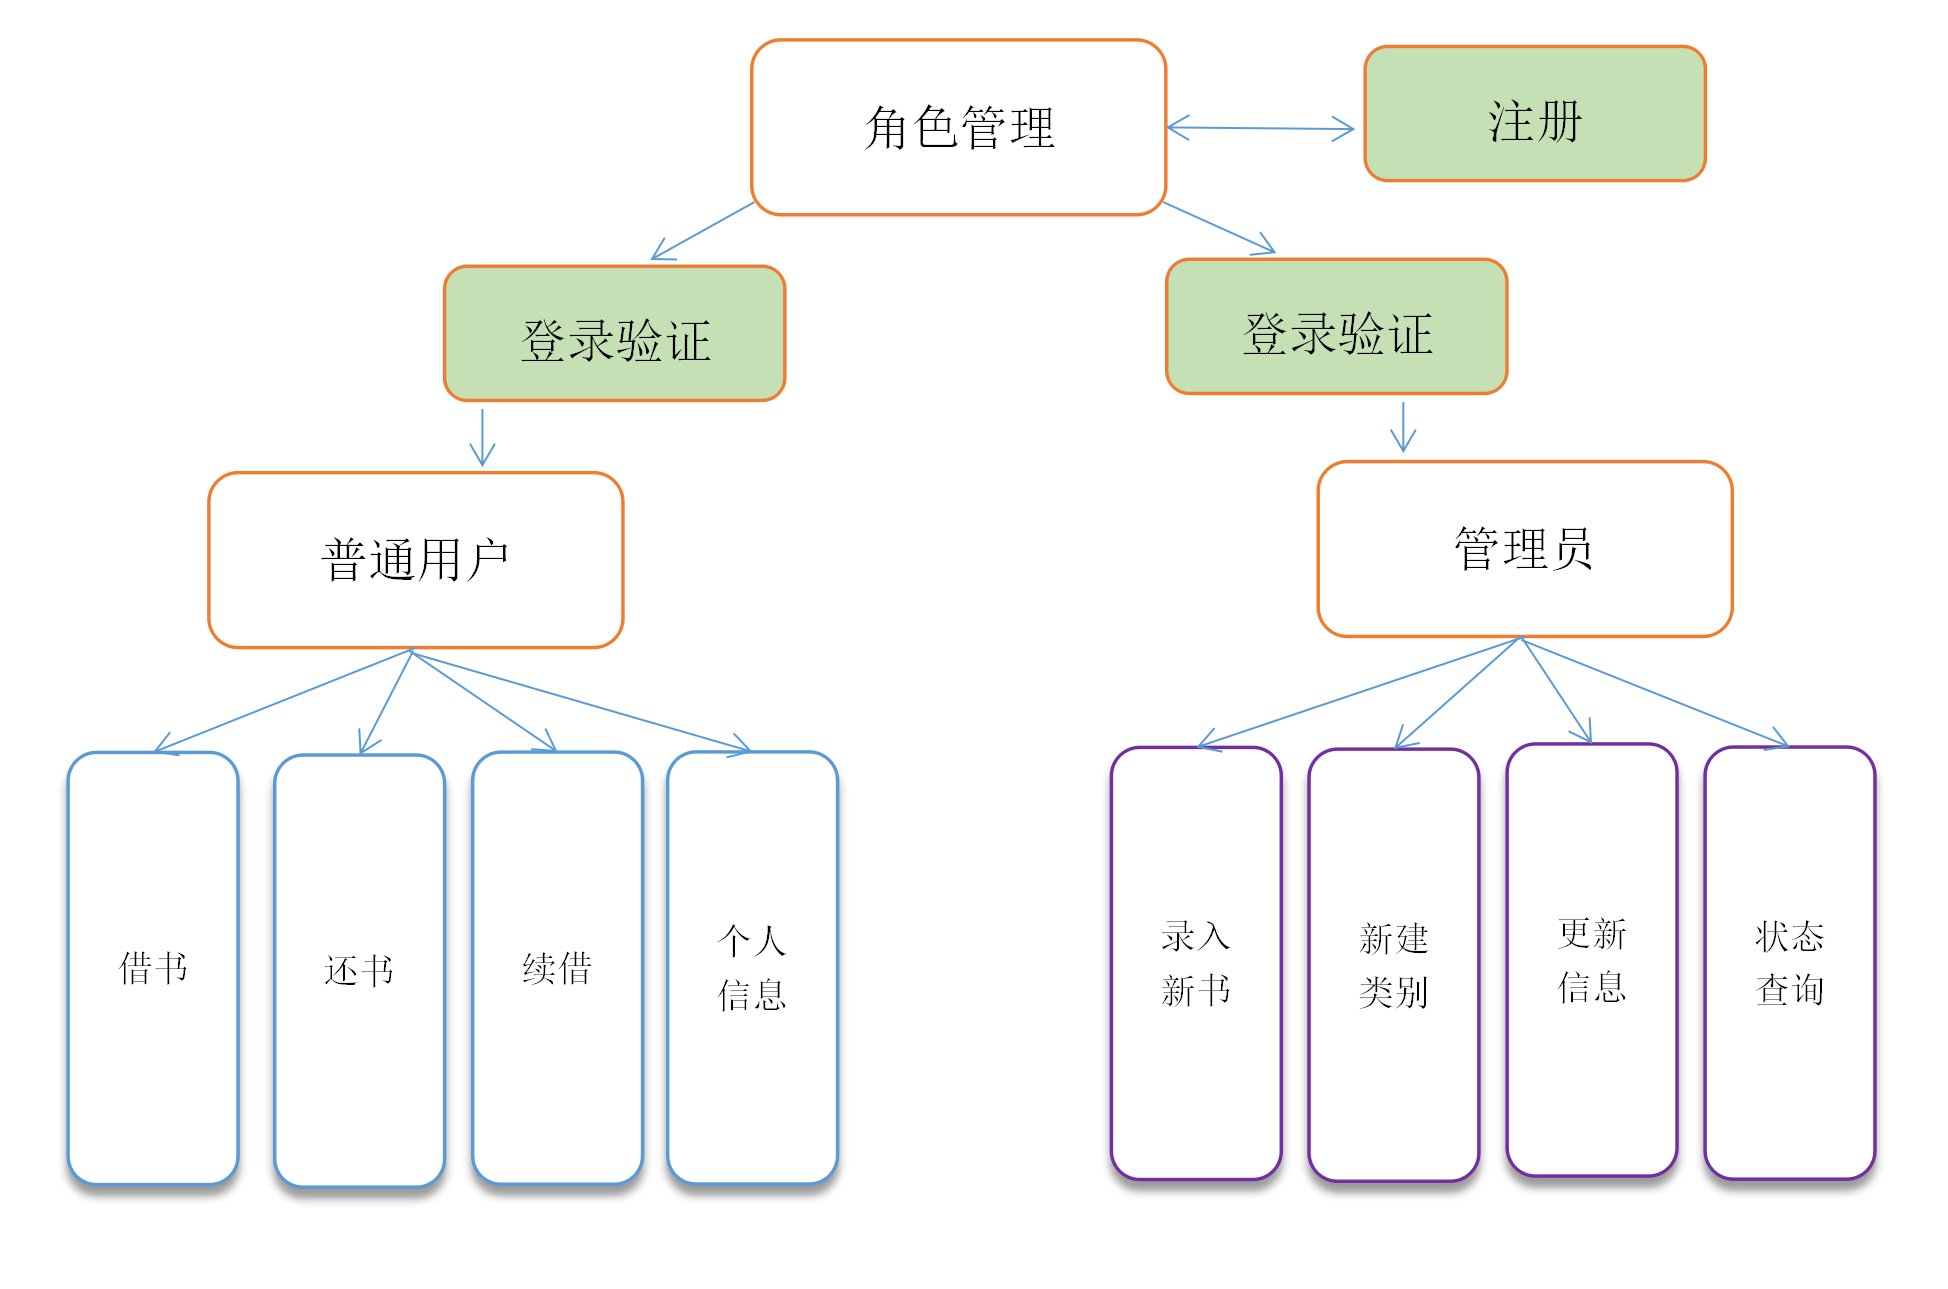 角色管理
注册
登录验证
登录验证
普通用户
管理员
借书
还书
续借
个人
信息
录入
新书
新建
类别
更新
信息
状态
查询